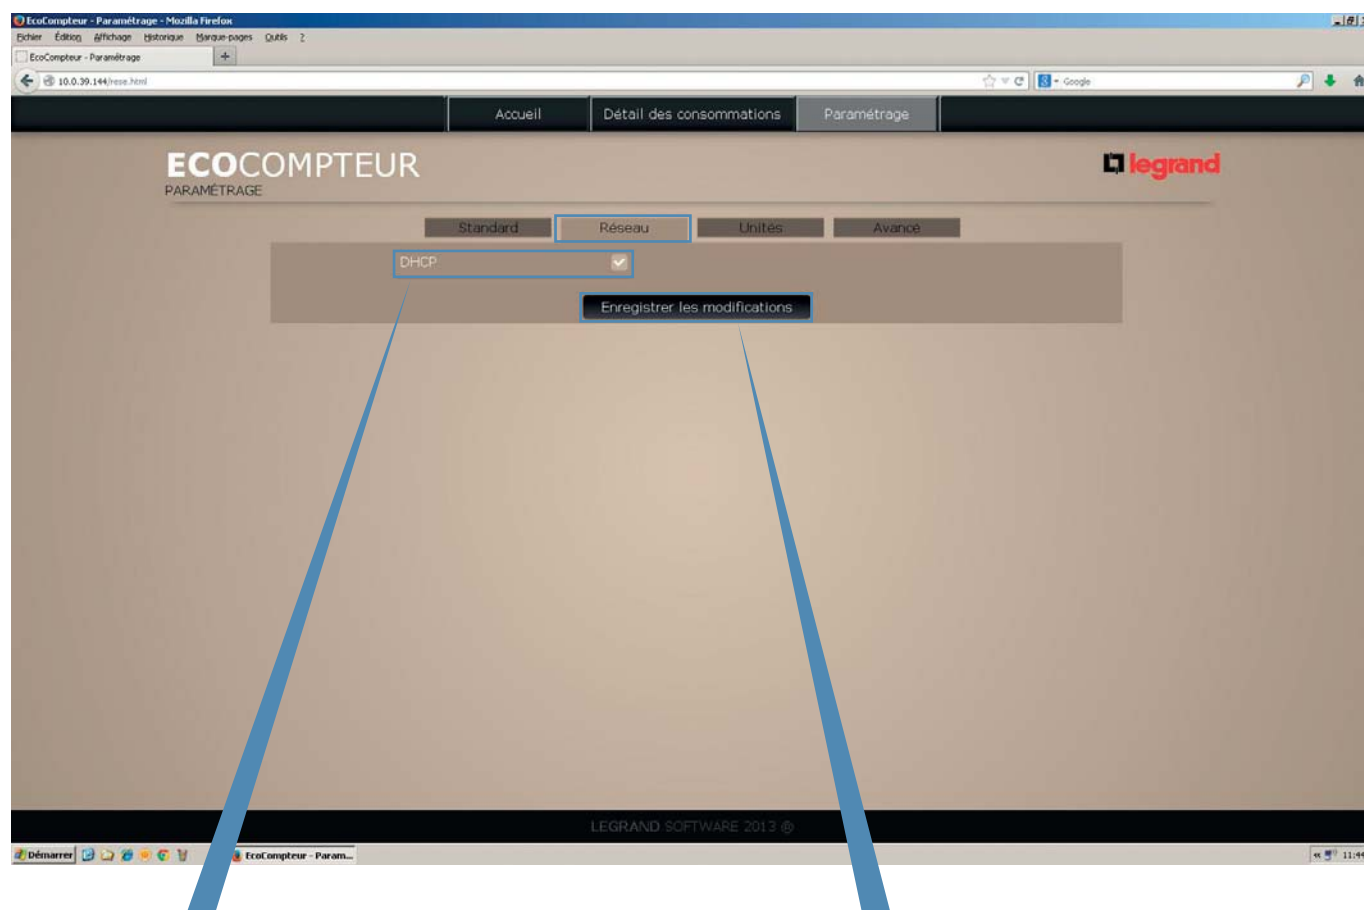 EcoCompteur - Paramétrage - Mozilla Firefox
Fichier Édition Affichage Historique Marque-pages Outils ?
EcoCompteur - Paramétrage
10.0.39.144/rese.html
Google
Accueil Détail des consommations Paramétrage
ECOCOMPTEUR
legrand
PARAMÉTRAGE
Standard Réseau Unités Avancé
DHCP
Enregistrer les modifications
LEGRAND SOFTWARE 2013 ®
Démarrer EcoCompteur - Param... 11:44